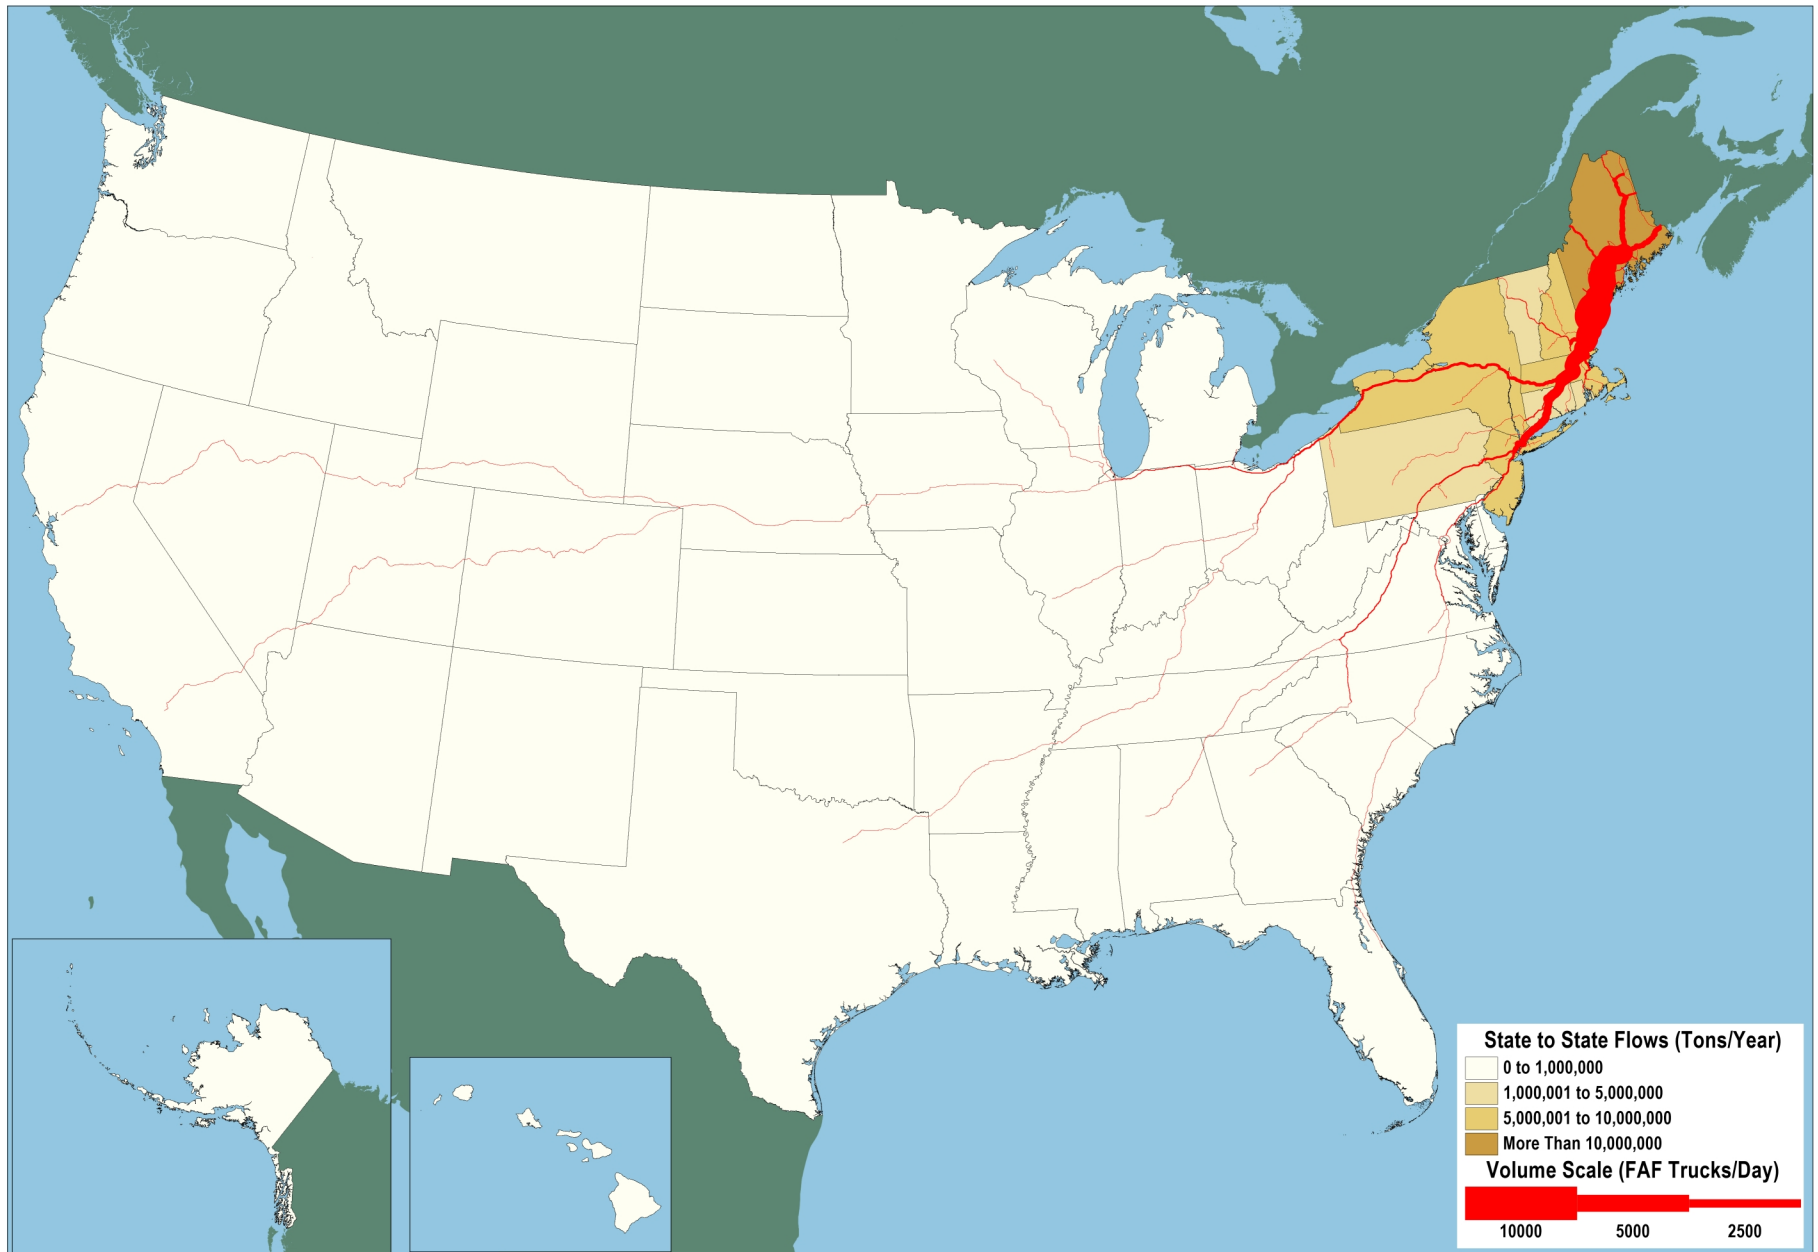 State to State Flows (Tons/Year)
0 to 1,000,000
1,000,001 to 5,000,000
5,000,001 to 10,000,000
More Than 10,000,000
Volume Scale (FAF Trucks/Day)
10000 5000 2500